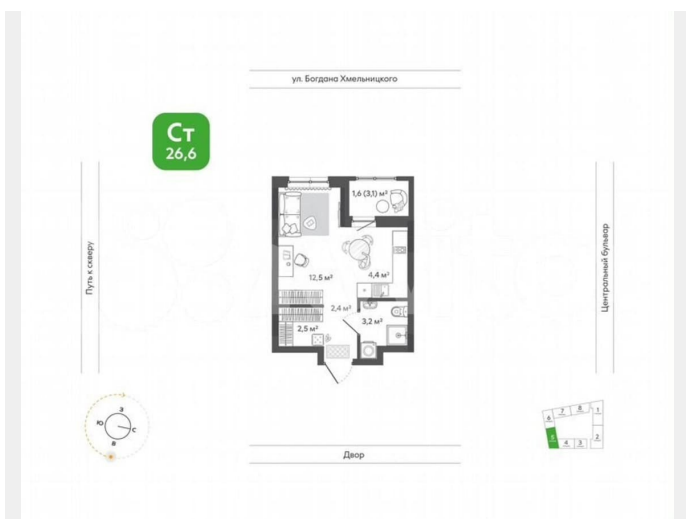 ул. Богдана Хмельницкого
Ст
26,6
1,6 (3,1) м²
Путь к скверу
Центральный бульвар
12,5 м²
4,4 м²
2,4 м²
3,2 м²
2,5 м²
З
Ю
С
В
Двор
6
7
8
1
2
4
3